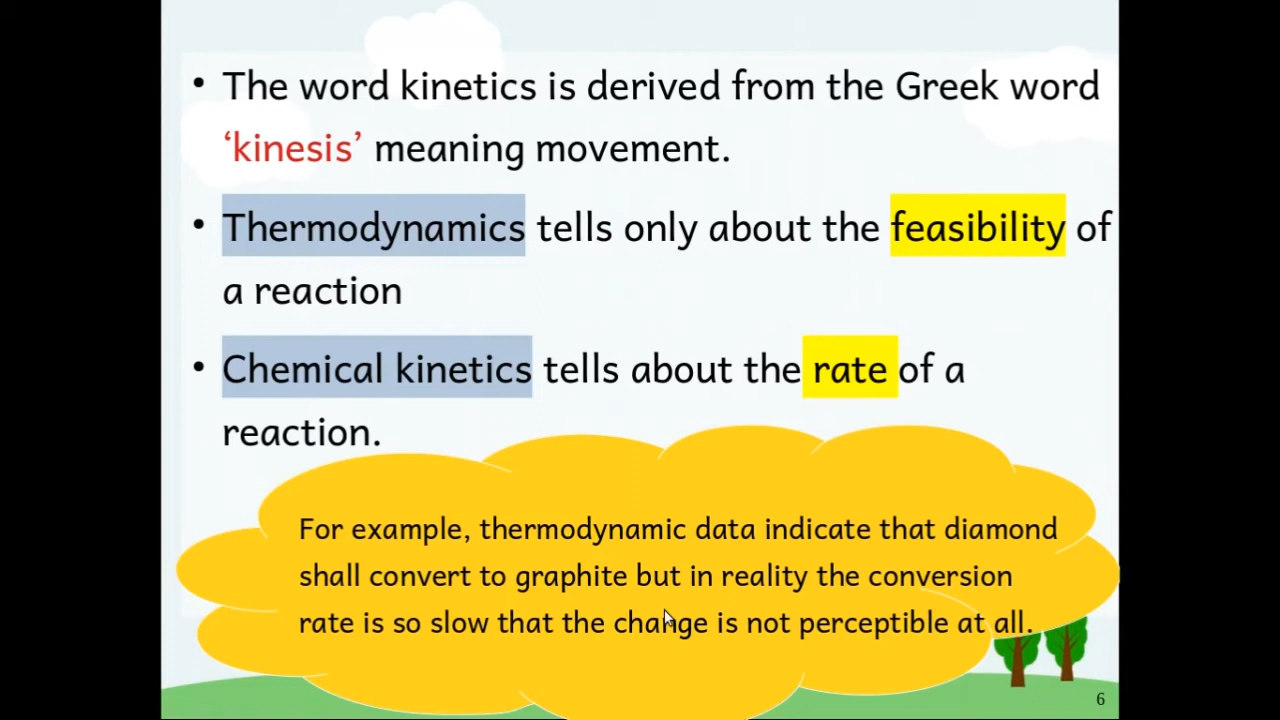 • The word kinetics is derived from the Greek word
‘kinesis’ meaning movement.
• Thermodynamics tells only about the feasibility of
a reaction
• Chemical kinetics tells about the rate of a
reaction.
For example, thermodynamic data indicate that diamond
shall convert to graphite but in reality the conversion
rate is so slow that the change is not perceptible at all.
6